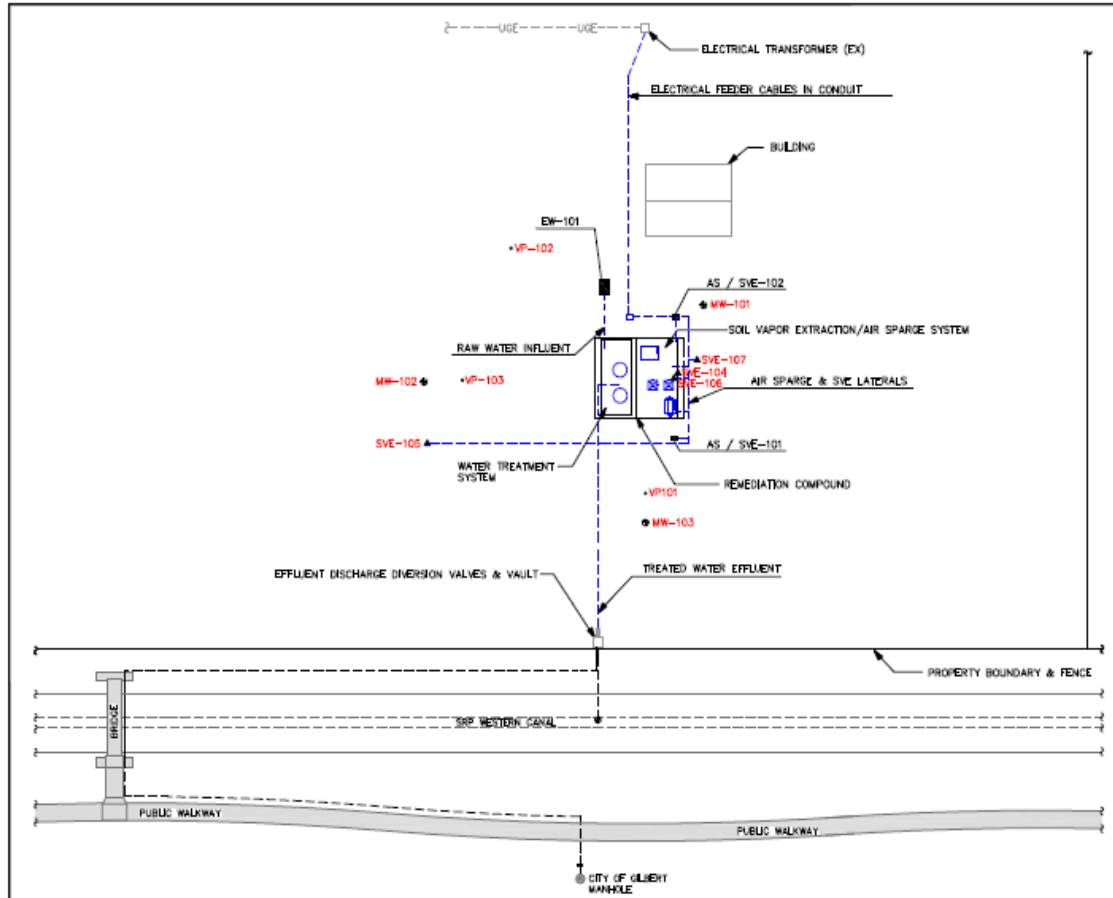 UGE UGE
ELECTRICAL TRANSFORMER (EX)
ELECTRICAL FEEDER CABLES IN CONDUIT
BUILDING
EW-101
VP-102
AS / SVE-102
MW-101
SOIL VAPOR EXTRACTION/AIR SPARGE SYSTEM
RAW WATER INFLUENT
SVE-107
SVE-104
MW-102
VP-103
SVE-106
AIR SPARGE & SVE LATERALS
SVE-105
AS / SVE-101
WATER TREATMENT
SYSTEM
REMEDIATION COMPOUND
VP101
MW-103
EFFLUENT DISCHARGE DIVERSION VALVES & VAULT
TREATED WATER EFFLUENT
PROPERTY BOUNDARY & FENCE
BRIDGE
SRP WESTERN CANAL
PUBLIC WALKWAY
PUBLIC WALKWAY
CITY OF GILBERT
MANHOLE